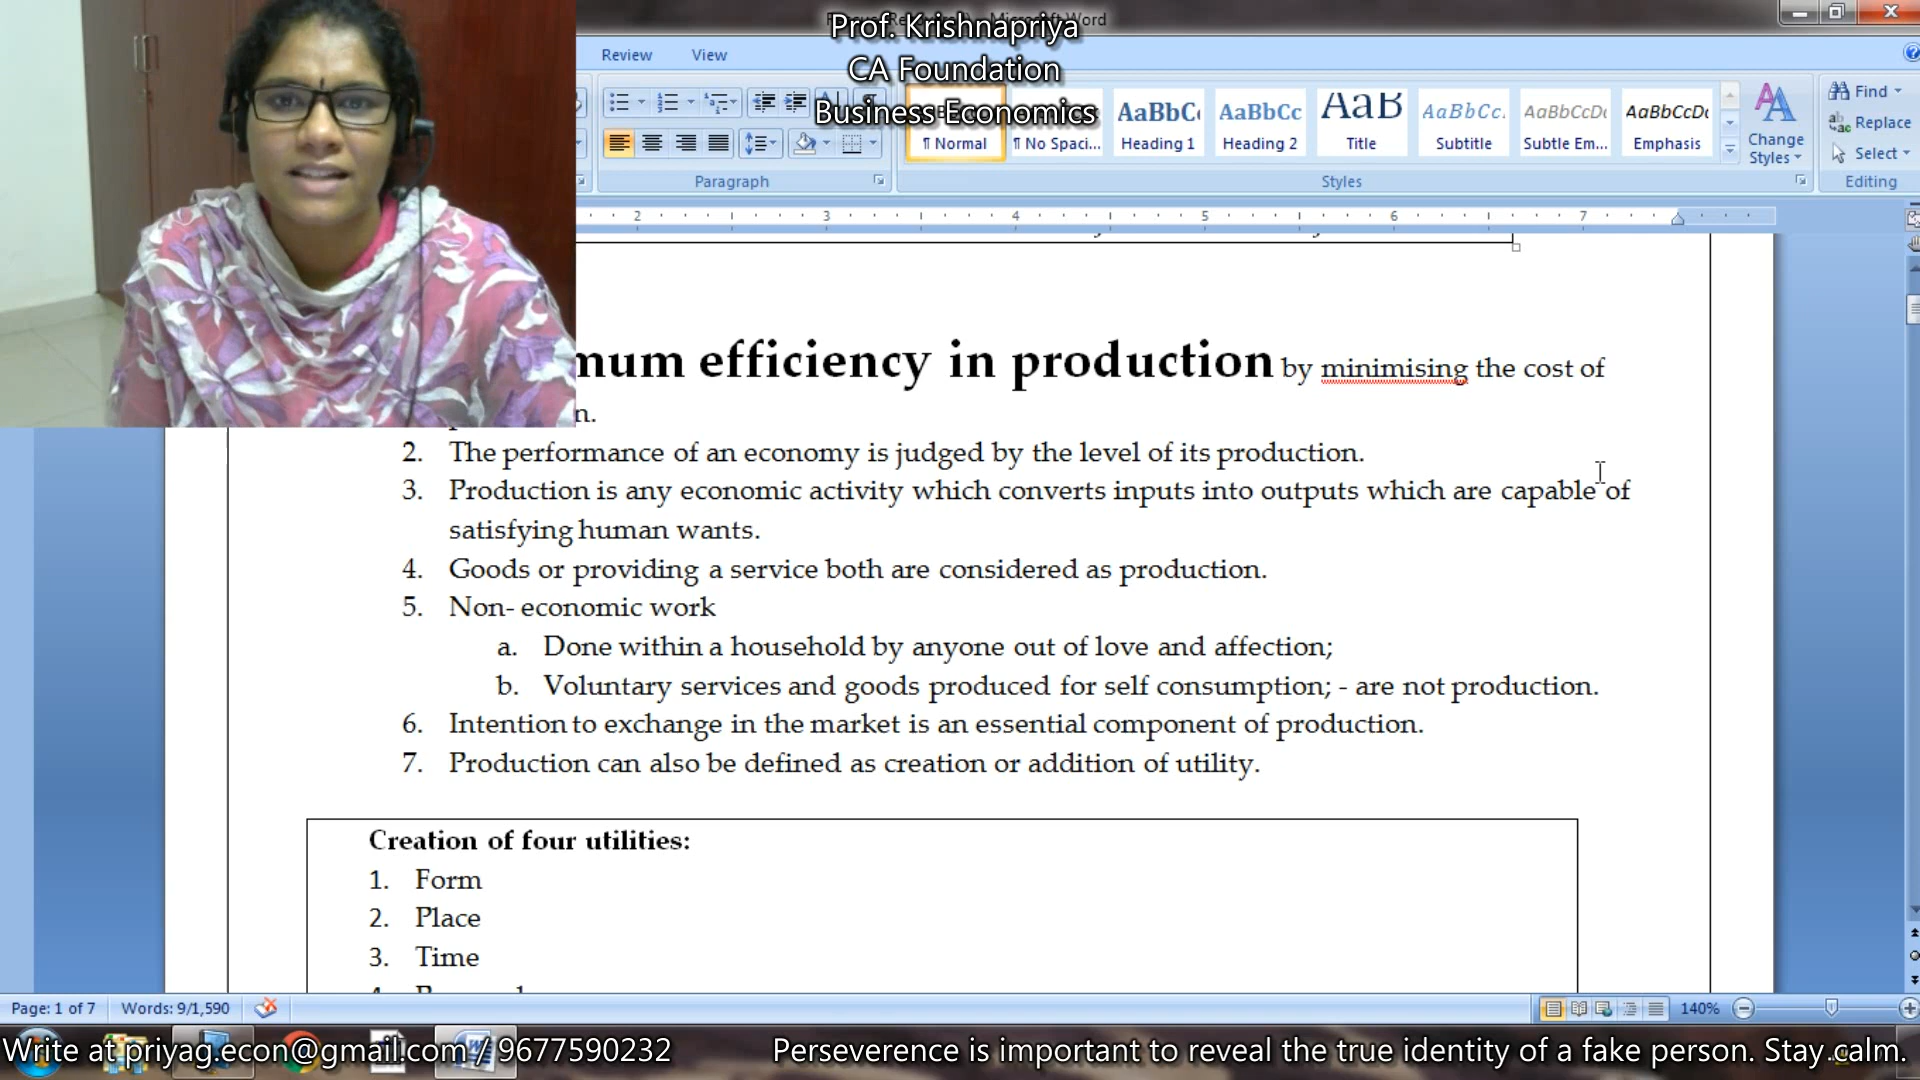 Prof. Krishnapriya
CA Foundation
Business Economics
Word
Review View
AaBbC AaBbCc AaB AaBbCc. AaBbCcDc AaBbCcDc
¶ Normal ¶ No Spaci... Heading 1 Heading 2 Title Subtitle Subtle Em... Emphasis
Change
Styles
Find
Replace
Select
Paragraph Styles Editing
2 3 4 5 6 7
mum efficiency in production by minimising the cost of
n.
2. The performance of an economy is judged by the level of its production.
3. Production is any economic activity which converts inputs into outputs which are capable of
satisfying human wants.
4. Goods or providing a service both are considered as production.
5. Non- economic work
a. Done within a household by anyone out of love and affection;
b. Voluntary services and goods produced for self consumption; - are not production.
6. Intention to exchange in the market is an essential component of production.
7. Production can also be defined as creation or addition of utility.
Creation of four utilities:
1. Form
2. Place
3. Time
Page: 1 of 7 Words: 9/1,590 140%
Write at priyag.econ@gmail.com / 9677590232 Perseverence is important to reveal the true identity of a fake person. Stay calm.